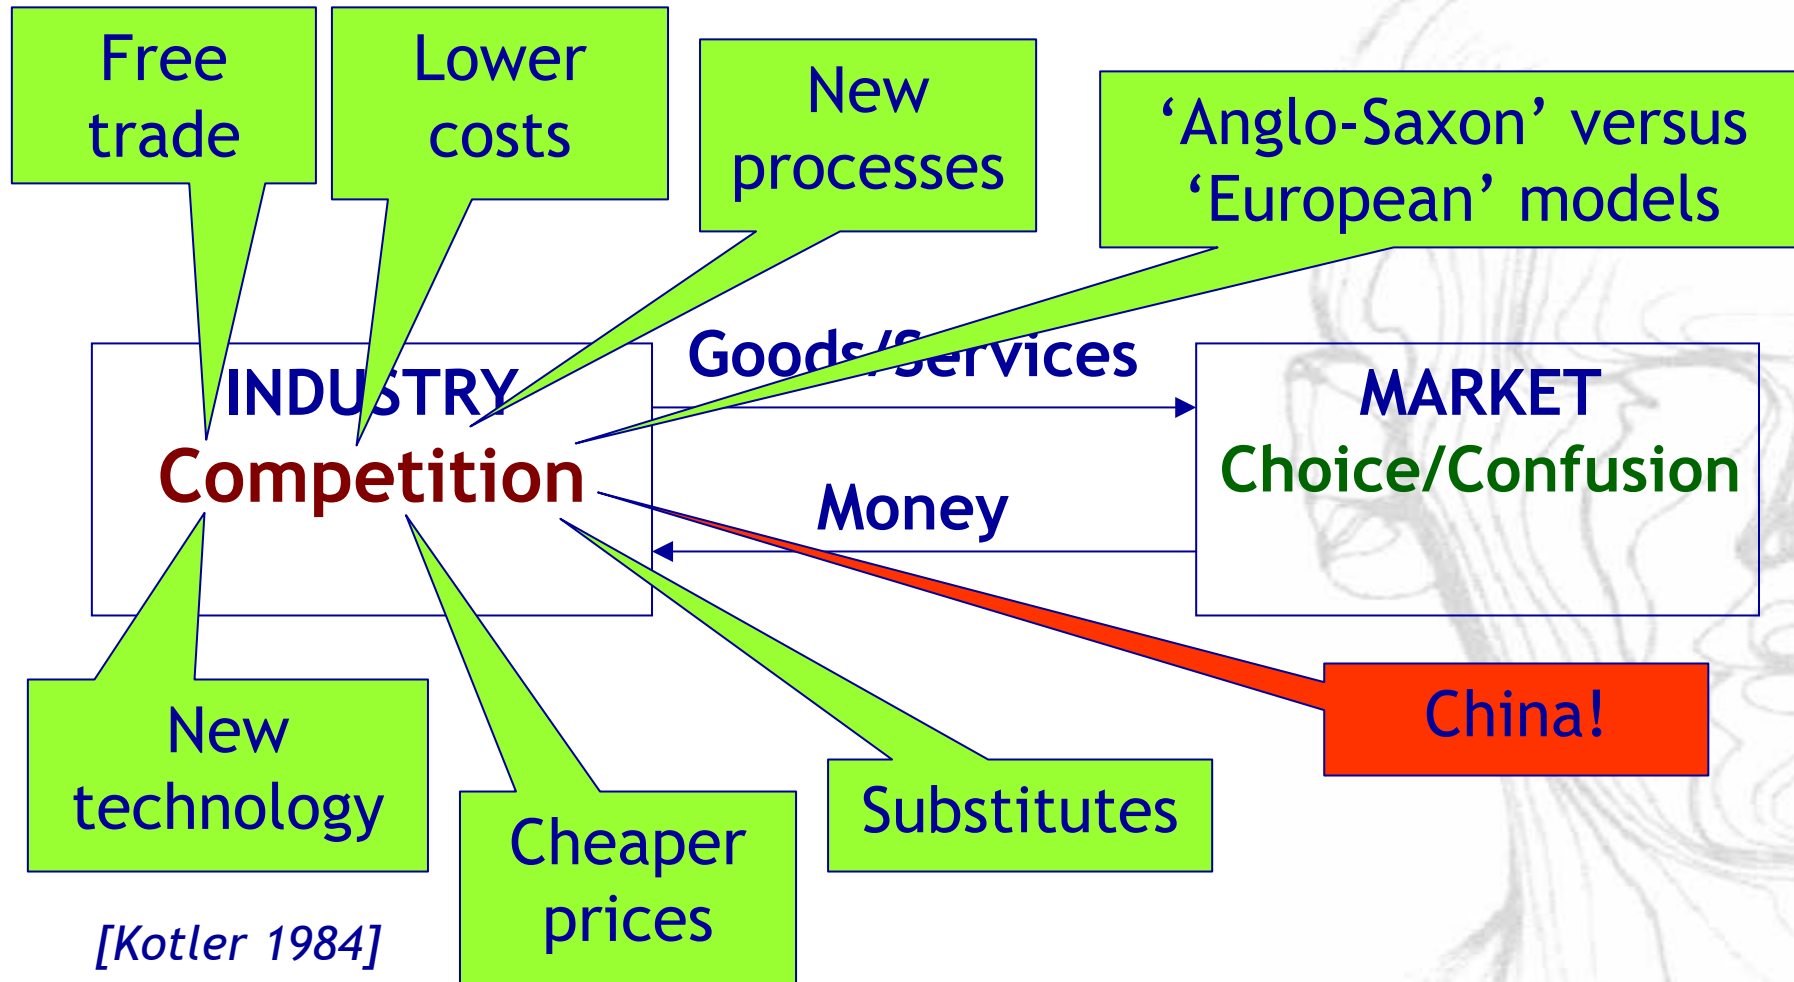 Free
trade
Lower
costs
New
processes
‘Anglo-Saxon’ versus
‘European’ models
INDUSTRY
Competition
Goods/Services
Money
MARKET
Choice/Confusion
New
technology
Cheaper
prices
Substitutes
China!
[Kotler 1984]